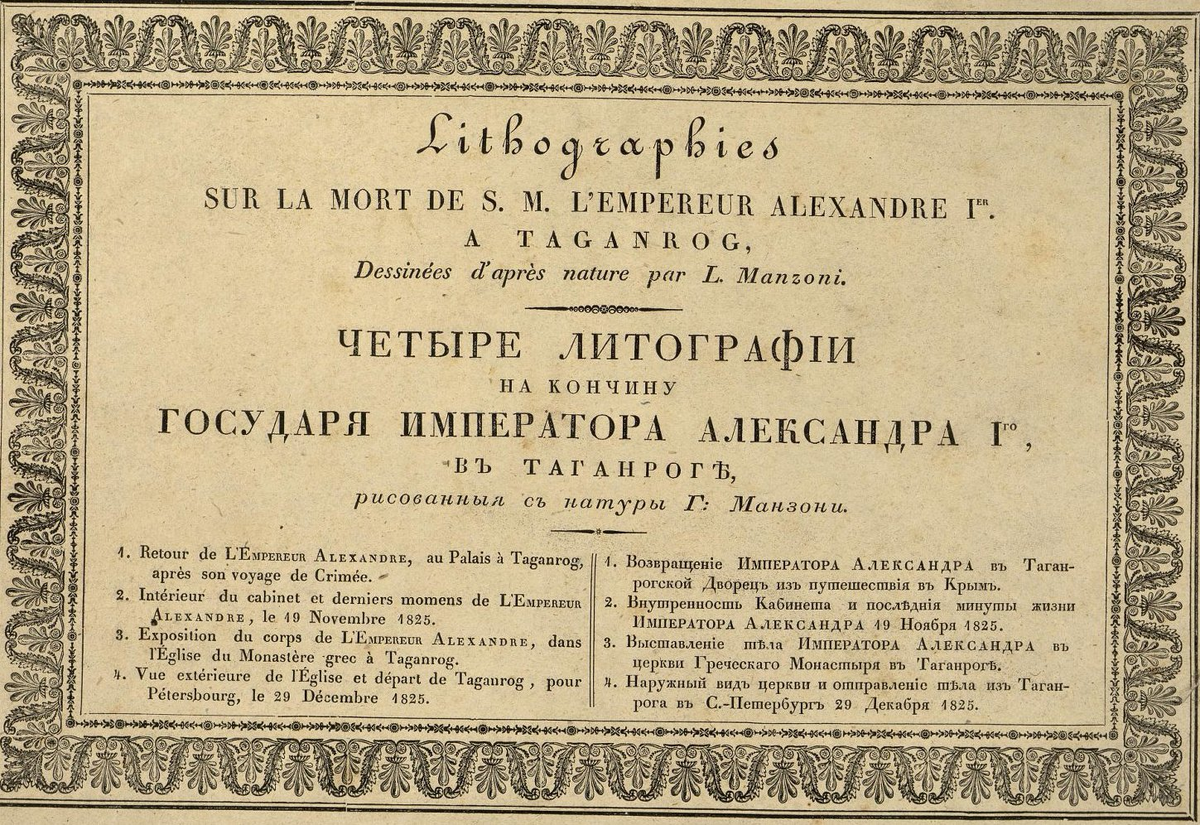 Lithographies
SUR LA MORT DE S. M. L'EMPEREUR ALEXANDRE I^ER.
A TAGANROG,
Dessinées d'après nature par L. Manzoni.
ЧЕТЫРЕ ЛИТОГРАФІИ
НА КОНЧИНУ
ГОСУДАРЯ ИМПЕРАТОРА АЛЕКСАНДРА I^ГО,
ВЪ ТАГАНРОГѢ,
рисованныя съ натуры Г: Манзони.
1. Retour de L'EMPEREUR ALEXANDRE, au Palais à Taganrog,
après son voyage de Crimée.
2. Intérieur du cabinet et derniers momens de L'EMPEREUR
ALEXANDRE, le 19 Novembre 1825.
3. Exposition du corps de L'EMPEREUR ALEXANDRE, dans
l'Église du Monastère grec à Taganrog.
4. Vue extérieure de l'Église et départ de Taganrog, pour
Pétersbourg, le 29 Décembre 1825.
1. Возвращеніе ИМПЕРАТОРА АЛЕКСАНДРА въ Таган-
рогской Дворецъ изъ путешествія въ Крымъ.
2. Внутренность Кабинета и послѣднія минуты жизни
ИМПЕРАТОРА АЛЕКСАНДРА 19 Ноября 1825.
3. Выставленіе тѣла ИМПЕРАТОРА АЛЕКСАНДРА въ
церкви Греческаго Монастыря въ Таганрогѣ.
4. Наружный видъ церкви и отправленіе тѣла изъ Таган-
рога въ С.-Петербургъ 29 Декабря 1825.